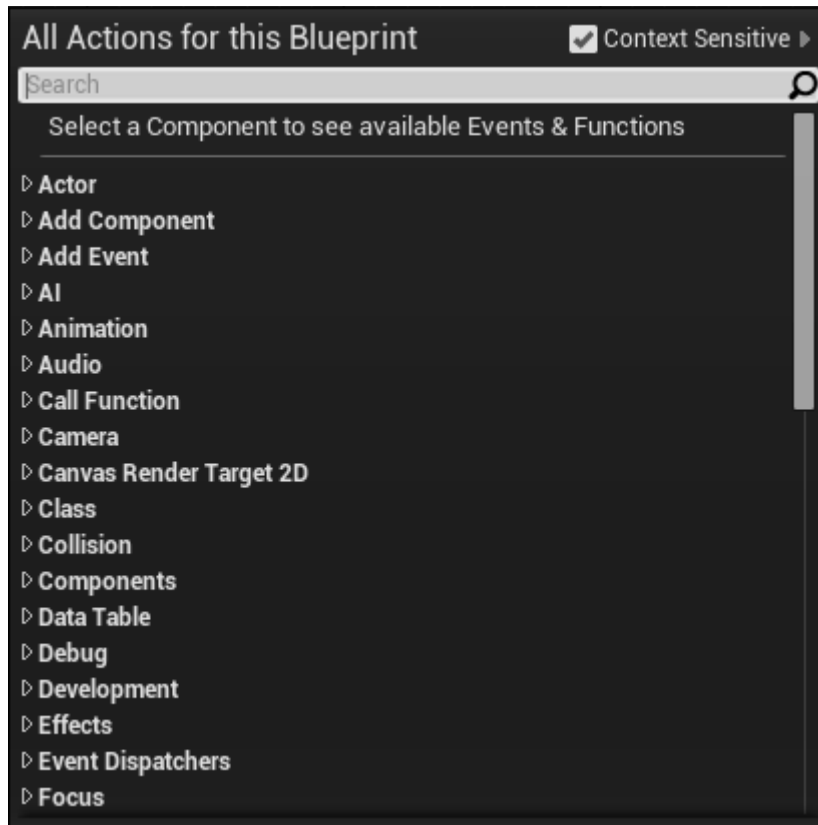 All Actions for this Blueprint Context Sensitive
Search
Select a Component to see available Events & Functions
Actor
Add Component
Add Event
AI
Animation
Audio
Call Function
Camera
Canvas Render Target 2D
Class
Collision
Components
Data Table
Debug
Development
Effects
Event Dispatchers
Focus